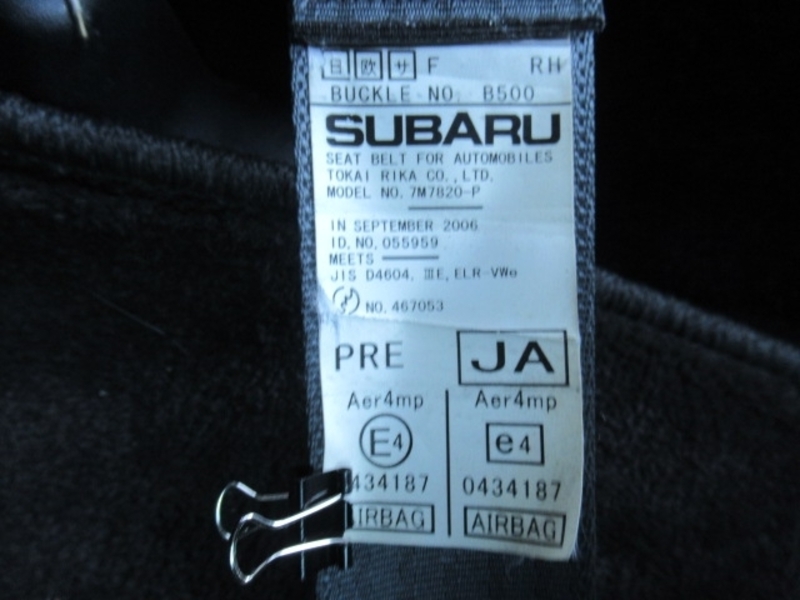 日 欧 サ F RH
BUCKLE NO. B500
SUBARU
SEAT BELT FOR AUTOMOBILES
TOKAI RIKA CO., LTD.
MODEL NO. 7M7820-P
IN SEPTEMBER 2006
ID. NO. 055959
MEETS
JIS D4604. ⅢE, ELR-VWe
NO. 467053
PRE JA
Aer4mp Aer4mp
E4 e4
434187 0434187
AIRBAG AIRBAG